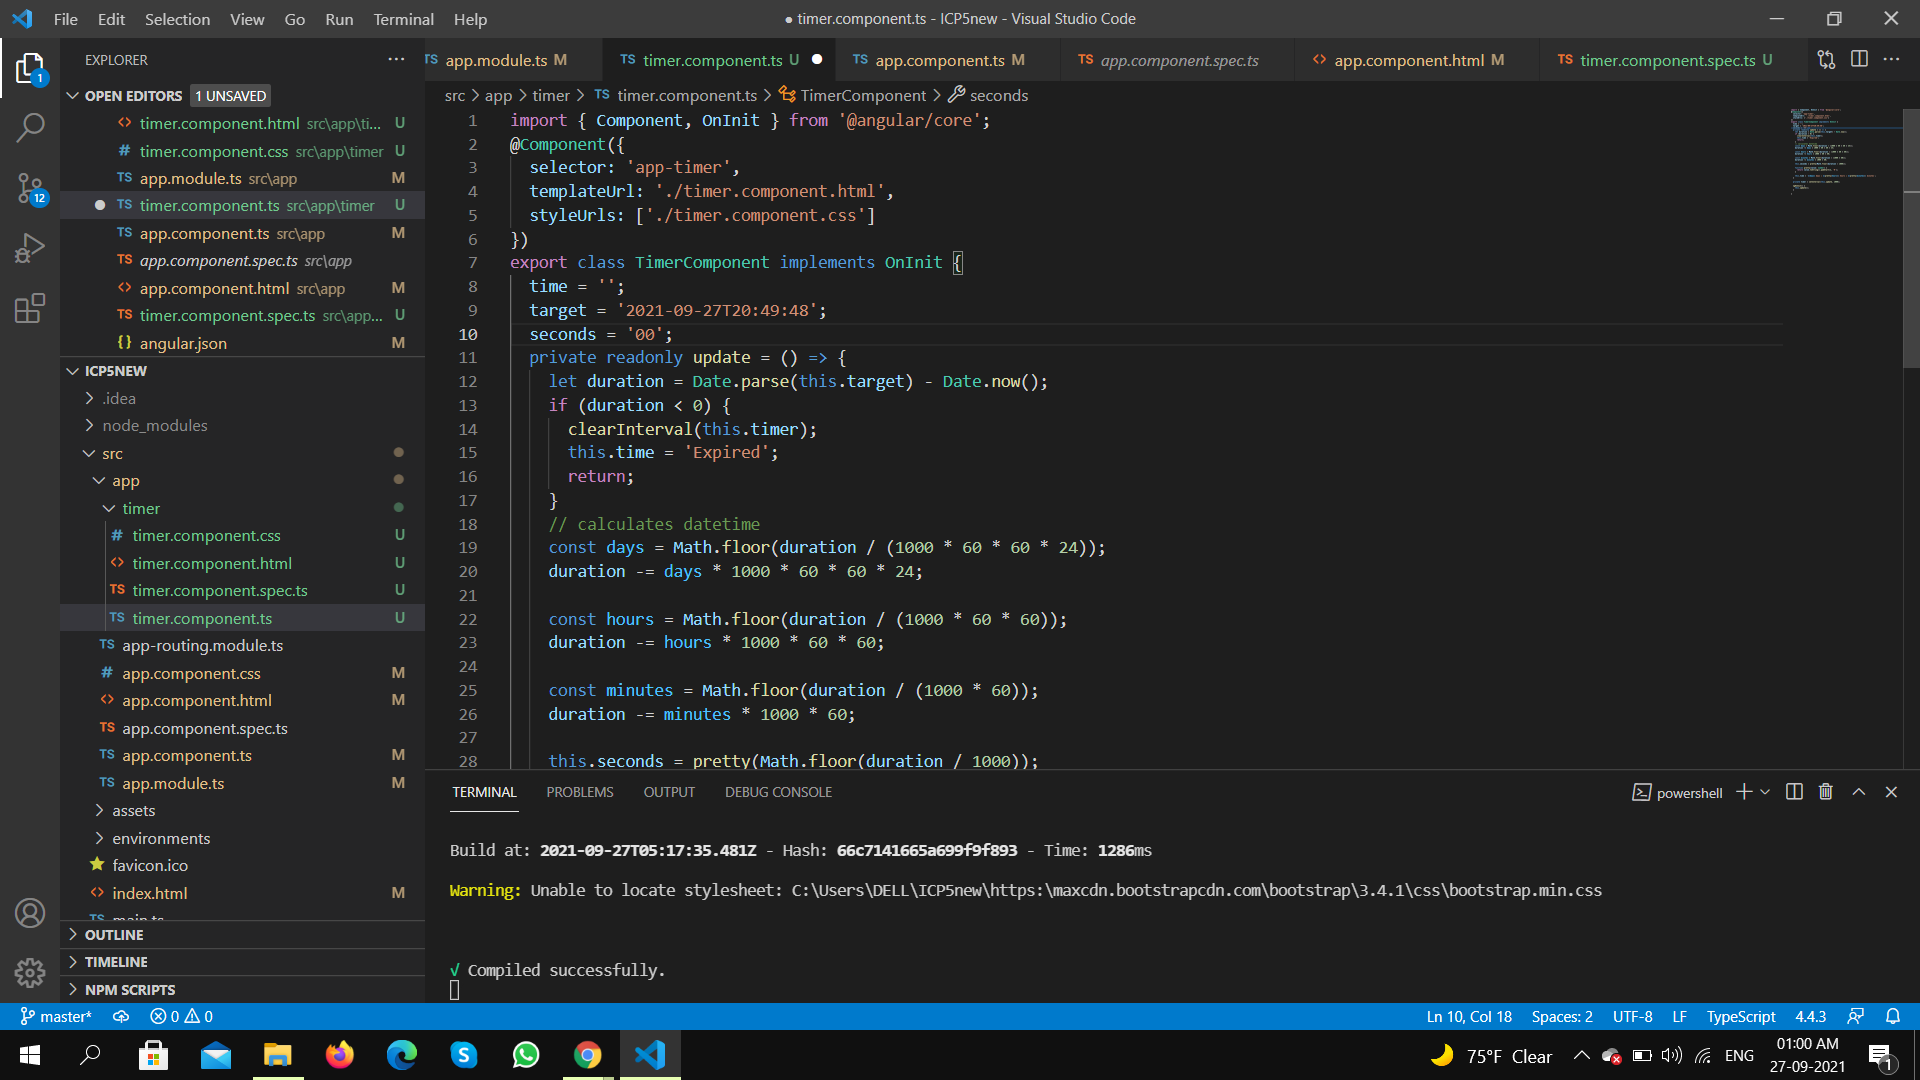 File Edit Selection View Go Run Terminal Help
● timer.component.ts - ICP5new - Visual Studio Code
EXPLORER
OPEN EDITORS 1 UNSAVED
timer.component.html src\app\ti... U
timer.component.css src\app\timer U
app.module.ts src\app M
timer.component.ts src\app\timer U
app.component.ts src\app M
app.component.spec.ts src\app
app.component.html src\app M
timer.component.spec.ts src\app... U
angular.json M
ICP5NEW
.idea
node_modules
src
app
timer
timer.component.css U
timer.component.html U
timer.component.spec.ts U
timer.component.ts U
app-routing.module.ts
app.component.css M
app.component.html M
app.component.spec.ts
app.component.ts M
app.module.ts M
assets
environments
favicon.ico
index.html M
main.ts
OUTLINE
TIMELINE
NPM SCRIPTS
1
12
TS app.module.ts M
TS timer.component.ts U
TS app.component.ts M
TS app.component.spec.ts
app.component.html M
TS timer.component.spec.ts U
src > app > timer > TS timer.component.ts > TimerComponent > seconds
1 import { Component, OnInit } from '@angular/core';
2 @Component({
3 selector: 'app-timer',
4 templateUrl: './timer.component.html',
5 styleUrls: ['./timer.component.css']
6 })
7 export class TimerComponent implements OnInit {
8 time = '';
9 target = '2021-09-27T20:49:48';
10 seconds = '00';
11 private readonly update = () => {
12 let duration = Date.parse(this.target) - Date.now();
13 if (duration < 0) {
14 clearInterval(this.timer);
15 this.time = 'Expired';
16 return;
17 }
18 // calculates datetime
19 const days = Math.floor(duration / (1000 * 60 * 60 * 24));
20 duration -= days * 1000 * 60 * 60 * 24;
21
22 const hours = Math.floor(duration / (1000 * 60 * 60));
23 duration -= hours * 1000 * 60 * 60;
24
25 const minutes = Math.floor(duration / (1000 * 60));
26 duration -= minutes * 1000 * 60;
27
28 this.seconds = pretty(Math.floor(duration / 1000));
TERMINAL PROBLEMS OUTPUT DEBUG CONSOLE
powershell
Build at: 2021-09-27T05:17:35.481Z - Hash: 66c7141665a699f9f893 - Time: 1286ms
Warning: Unable to locate stylesheet: C:\Users\DELL\ICP5new\https:\maxcdn.bootstrapcdn.com\bootstrap\3.4.1\css\bootstrap.min.css
√ Compiled successfully.
master* 0 0
Ln 10, Col 18 Spaces: 2 UTF-8 LF TypeScript 4.4.3
75°F Clear
ENG
01:00 AM
27-09-2021
1